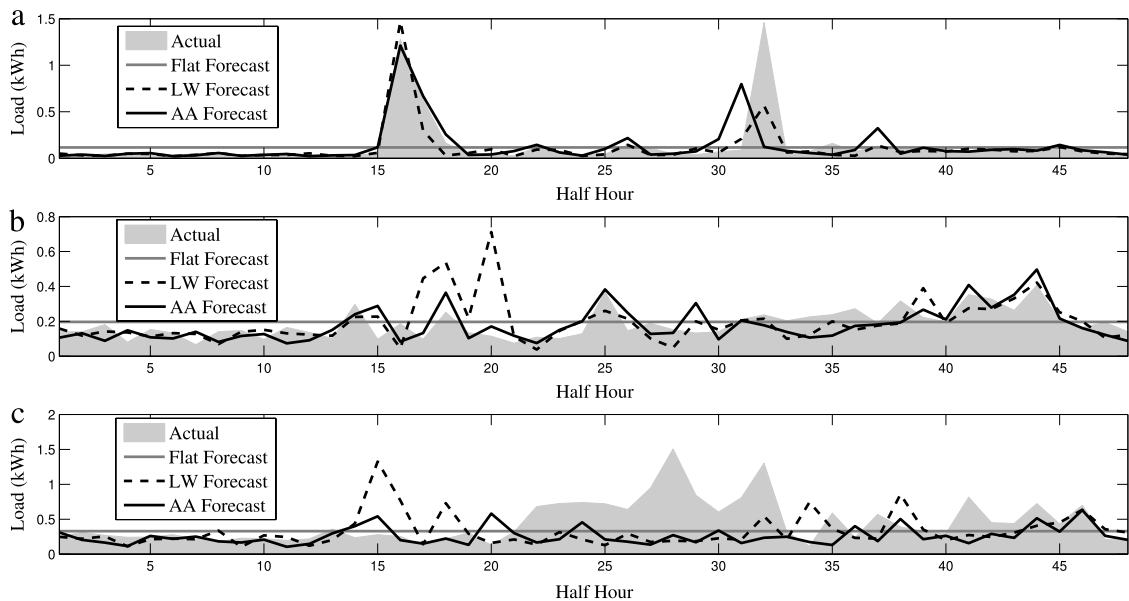 a
Load (kWh)
1.5
1
0.5
0
Actual
Flat Forecast
LW Forecast
AA Forecast
5 10 15 20 25 30 35 40 45
Half Hour
b
Load (kWh)
0.8
0.6
0.4
0.2
0
Actual
Flat Forecast
LW Forecast
AA Forecast
5 10 15 20 25 30 35 40 45
Half Hour
c
Load (kWh)
2
1.5
1
0.5
0
Actual
Flat Forecast
LW Forecast
AA Forecast
5 10 15 20 25 30 35 40 45
Half Hour